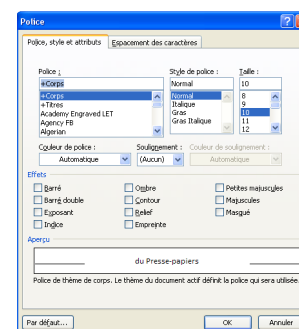 Police
Police, style et attributs Espacement des caractères
Police : Style de police : Taille :
+Corps Normal 10
+Corps Normal 8
+Titres Italique 9
Academy Engraved LET Gras 10
Agency FB Gras Italique 11
Algerian 12
Couleur de police : Soulignement : Couleur de soulignement :
Automatique (Aucun) Automatique
Effets
Barré Ombre Petites majuscules
Barré double Contour Majuscules
Exposant Relief Masqué
Indice Empreinte
Aperçu
du Presse-papiers
Police de thème de corps. Le thème du document actif définit la police qui sera utilisée.
Par défaut... OK Annuler